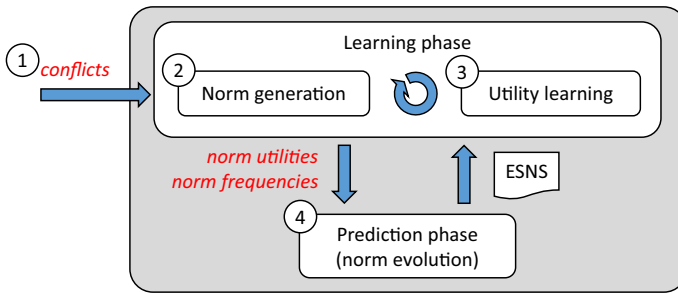 Learning phase
1
conflicts
2
Norm generation
3
Utility learning
norm utilities
norm frequencies
ESNS
4
Prediction phase
(norm evolution)